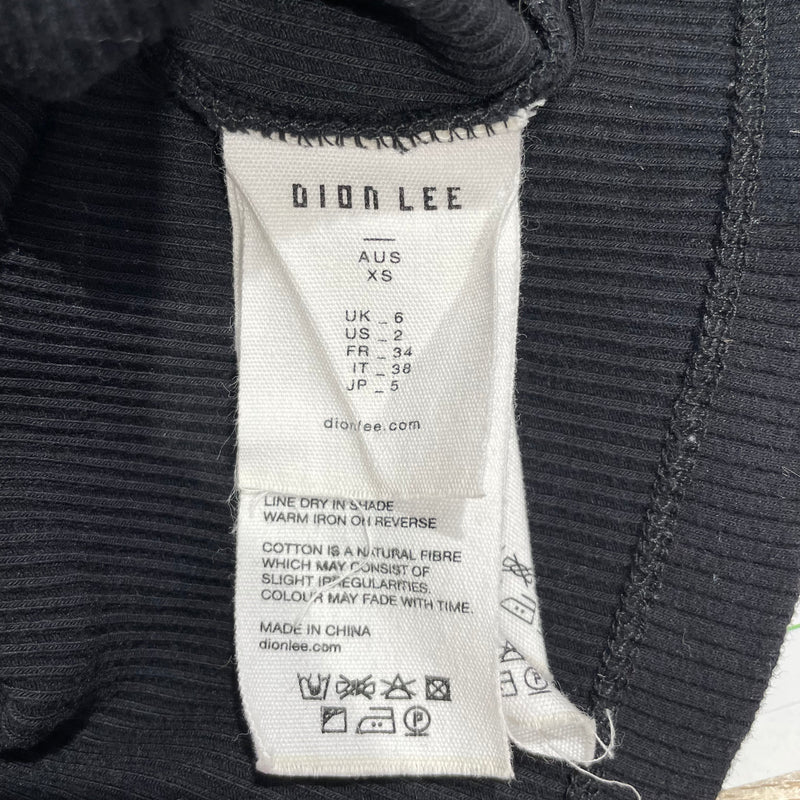 DION LEE
AUS
XS
UK _ 6
US _ 2
FR _ 34
IT _ 38
JP _ 5
dionlee.com
LINE DRY IN SHADE
WARM IRON ON REVERSE
COTTON IS A NATURAL FIBRE
WHICH MAY CONSIST OF
SLIGHT IRREGULARITIES.
COLOUR MAY FADE WITH TIME.
MADE IN CHINA
dionlee.com